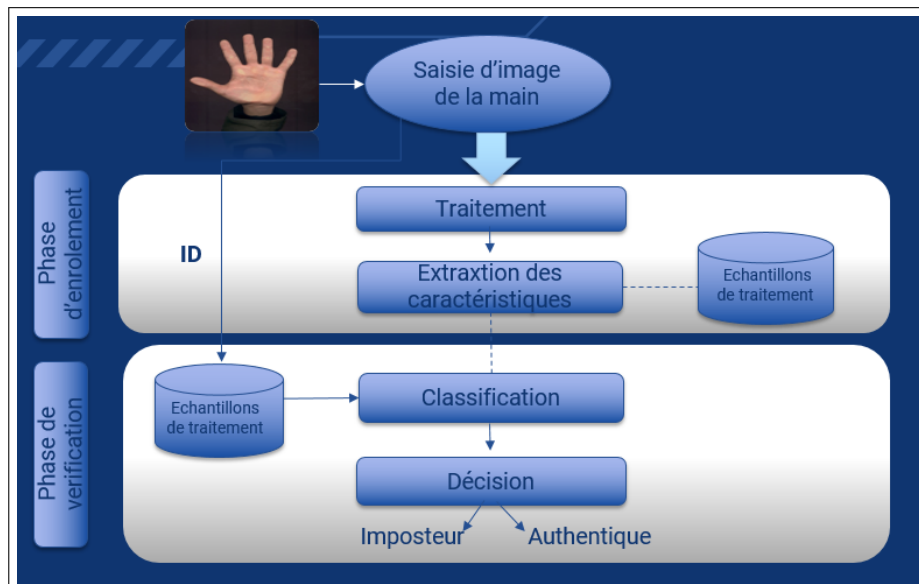 Saisie d’image
de la main
Phase
d’enrolement
Traitement
ID
Extraxtion des
caractéristiques
Echantillons
de traitement
Phase de
verification
Echantillons
de traitement
Classification
Décision
Imposteur
Authentique